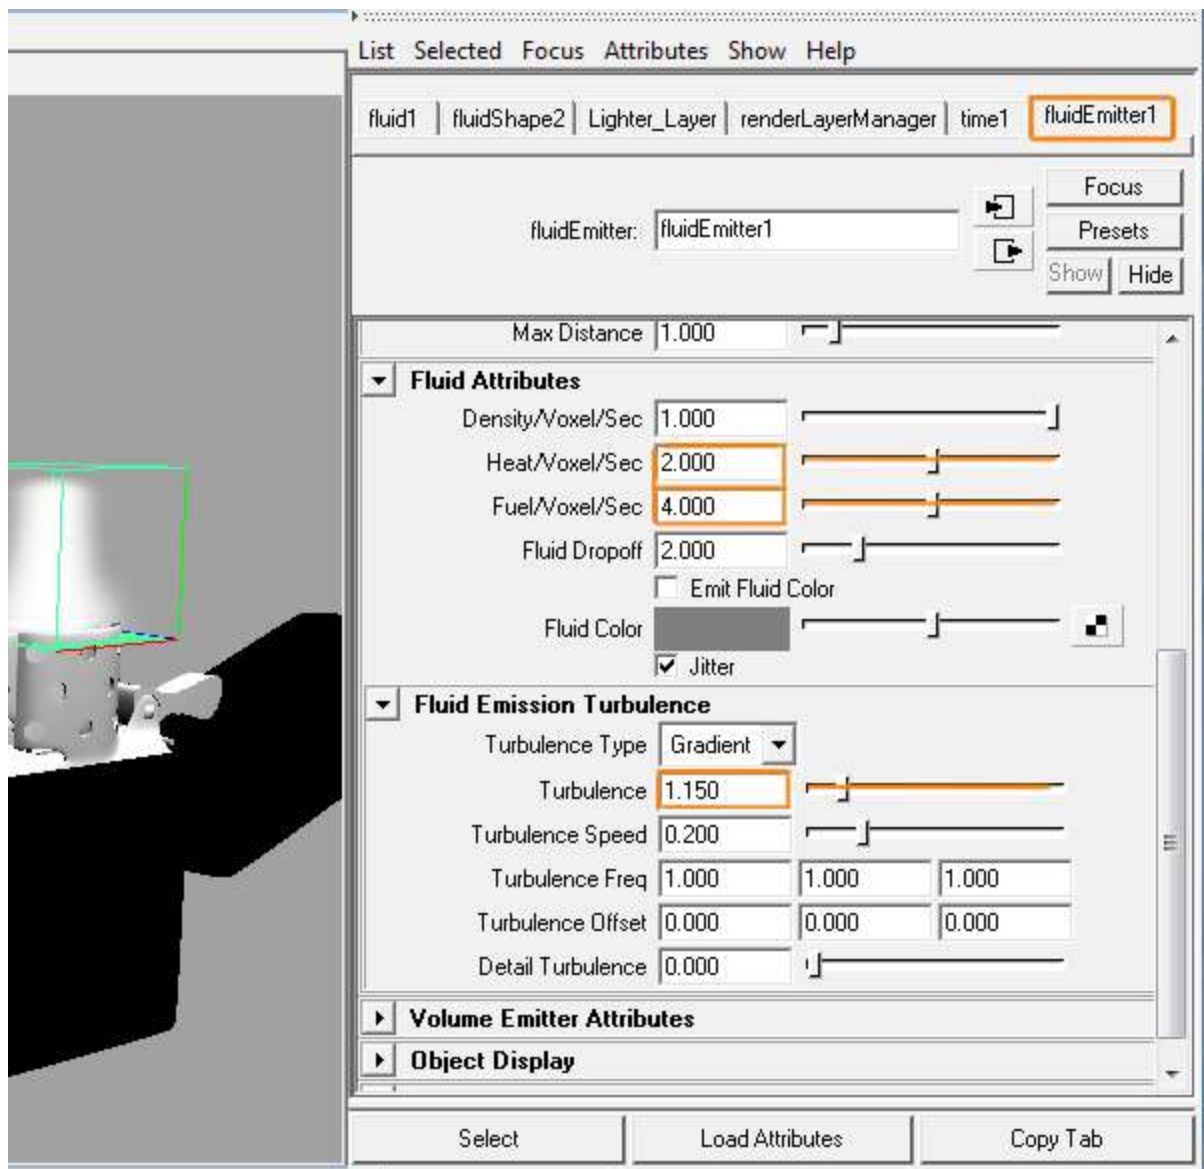 List Selected Focus Attributes Show Help
fluid1 fluidShape2 Lighter_Layer renderLayerManager time1 fluidEmitter1
Focus
fluidEmitter: fluidEmitter1
Presets
Show Hide
Max Distance 1.000
Fluid Attributes
Density/Voxel/Sec 1.000
Heat/Voxel/Sec 2.000
Fuel/Voxel/Sec 4.000
Fluid Dropoff 2.000
Emit Fluid Color
Fluid Color
Jitter
Fluid Emission Turbulence
Turbulence Type Gradient
Turbulence 1.150
Turbulence Speed 0.200
Turbulence Freq 1.000 1.000 1.000
Turbulence Offset 0.000 0.000 0.000
Detail Turbulence 0.000
Volume Emitter Attributes
Object Display
Select Load Attributes Copy Tab